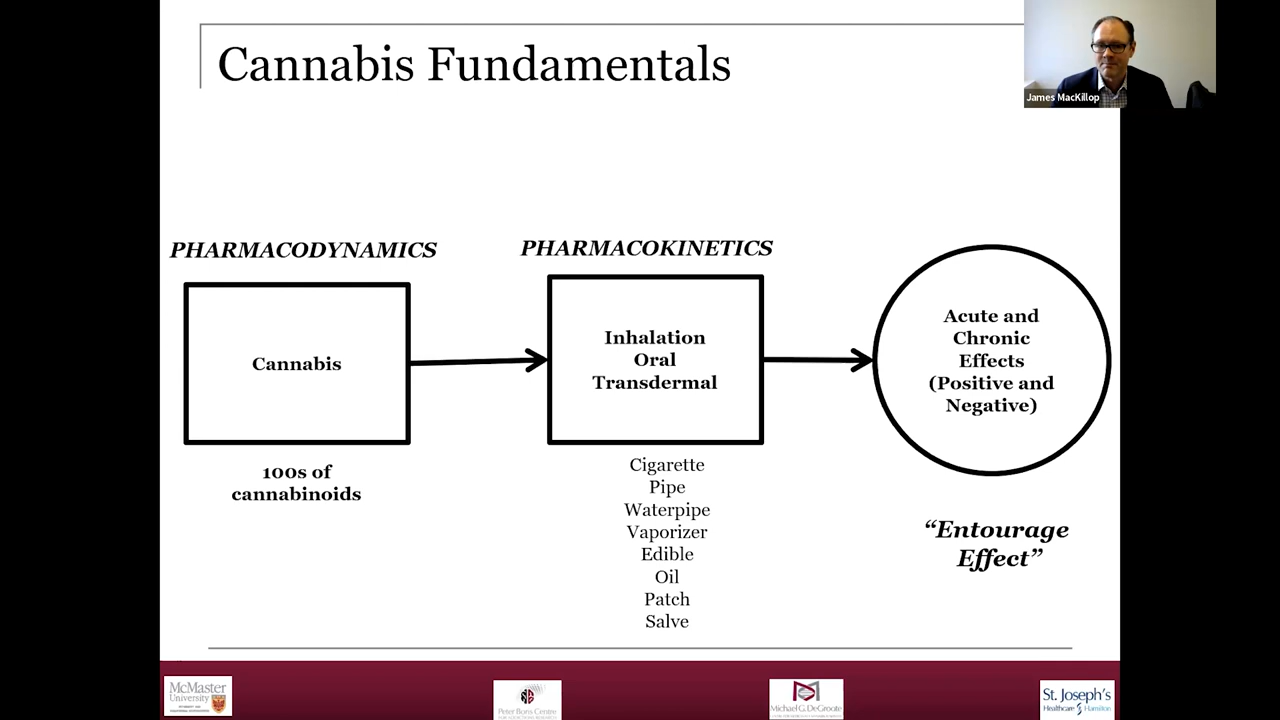 Cannabis Fundamentals
James MacKillop
PHARMACODYNAMICS
Cannabis
100s of
cannabinoids
PHARMACOKINETICS
Inhalation
Oral
Transdermal
Cigarette
Pipe
Waterpipe
Vaporizer
Edible
Oil
Patch
Salve
Acute and
Chronic
Effects
(Positive and
Negative)
“Entourage
Effect”
McMaster
University
Peter Boris Centre
FOR ADDICTIONS RESEARCH
Michael G. DeGroote
St. Joseph's
Healthcare Hamilton